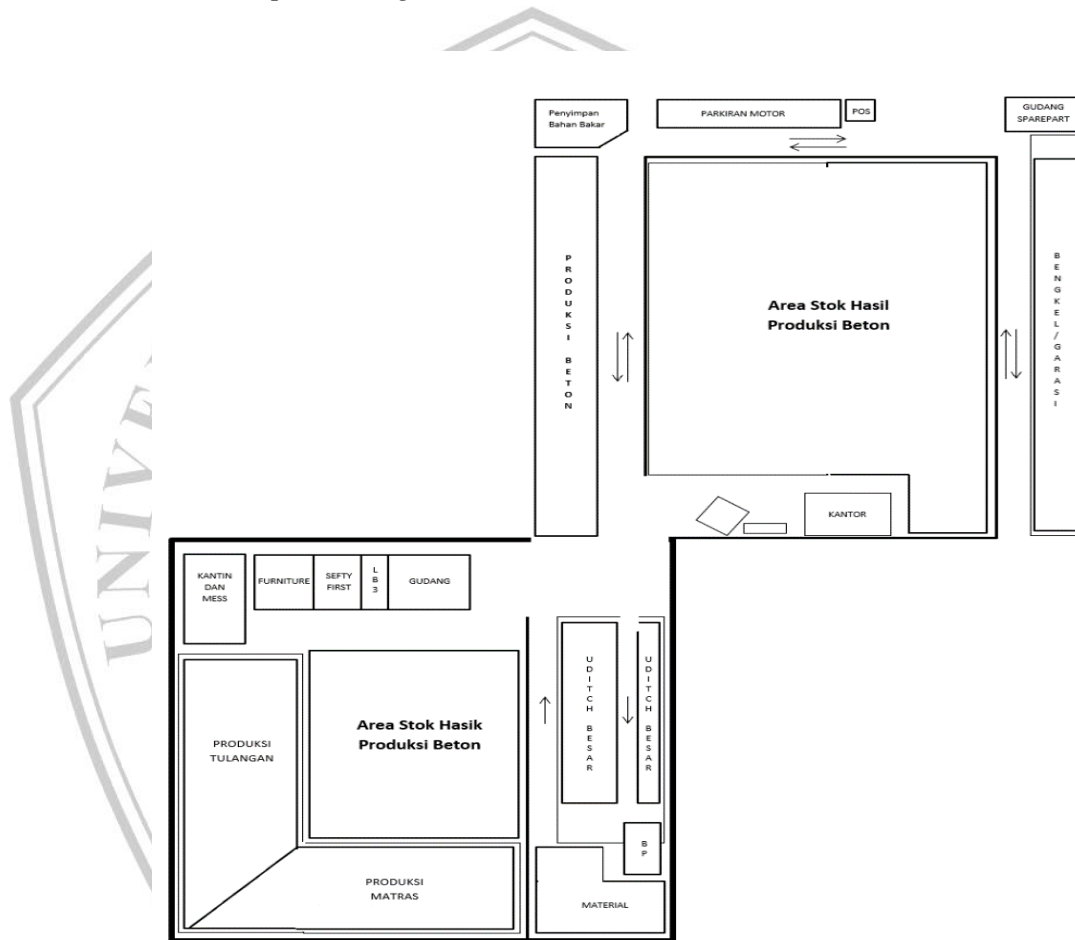 Penyimpan
Bahan Bakar
PARKIRAN MOTOR
POS
GUDANG
SPAREPART
PRODUKSI BETON
Area Stok Hasil
Produksi Beton
BENGKEL/GARASI
KANTOR
KANTIN
DAN
MESS
FURNITURE
SEFTY
FIRST
LB3
GUDANG
UDITCH BESAR
UDITCH BESAR
Area Stok Hasik
Produksi Beton
PRODUKSI
TULANGAN
BP
PRODUKSI
MATRAS
MATERIAL
UNIVE